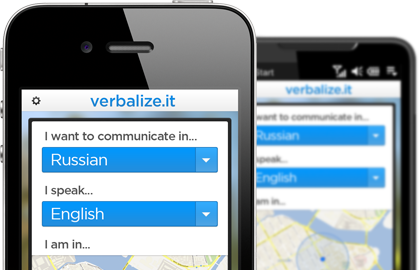 verbalize.it
I want to communicate in...
Russian
I speak...
English
I am in...
Start
verbalize.it
want to communicate in...
Russian
speak...
English
am in...